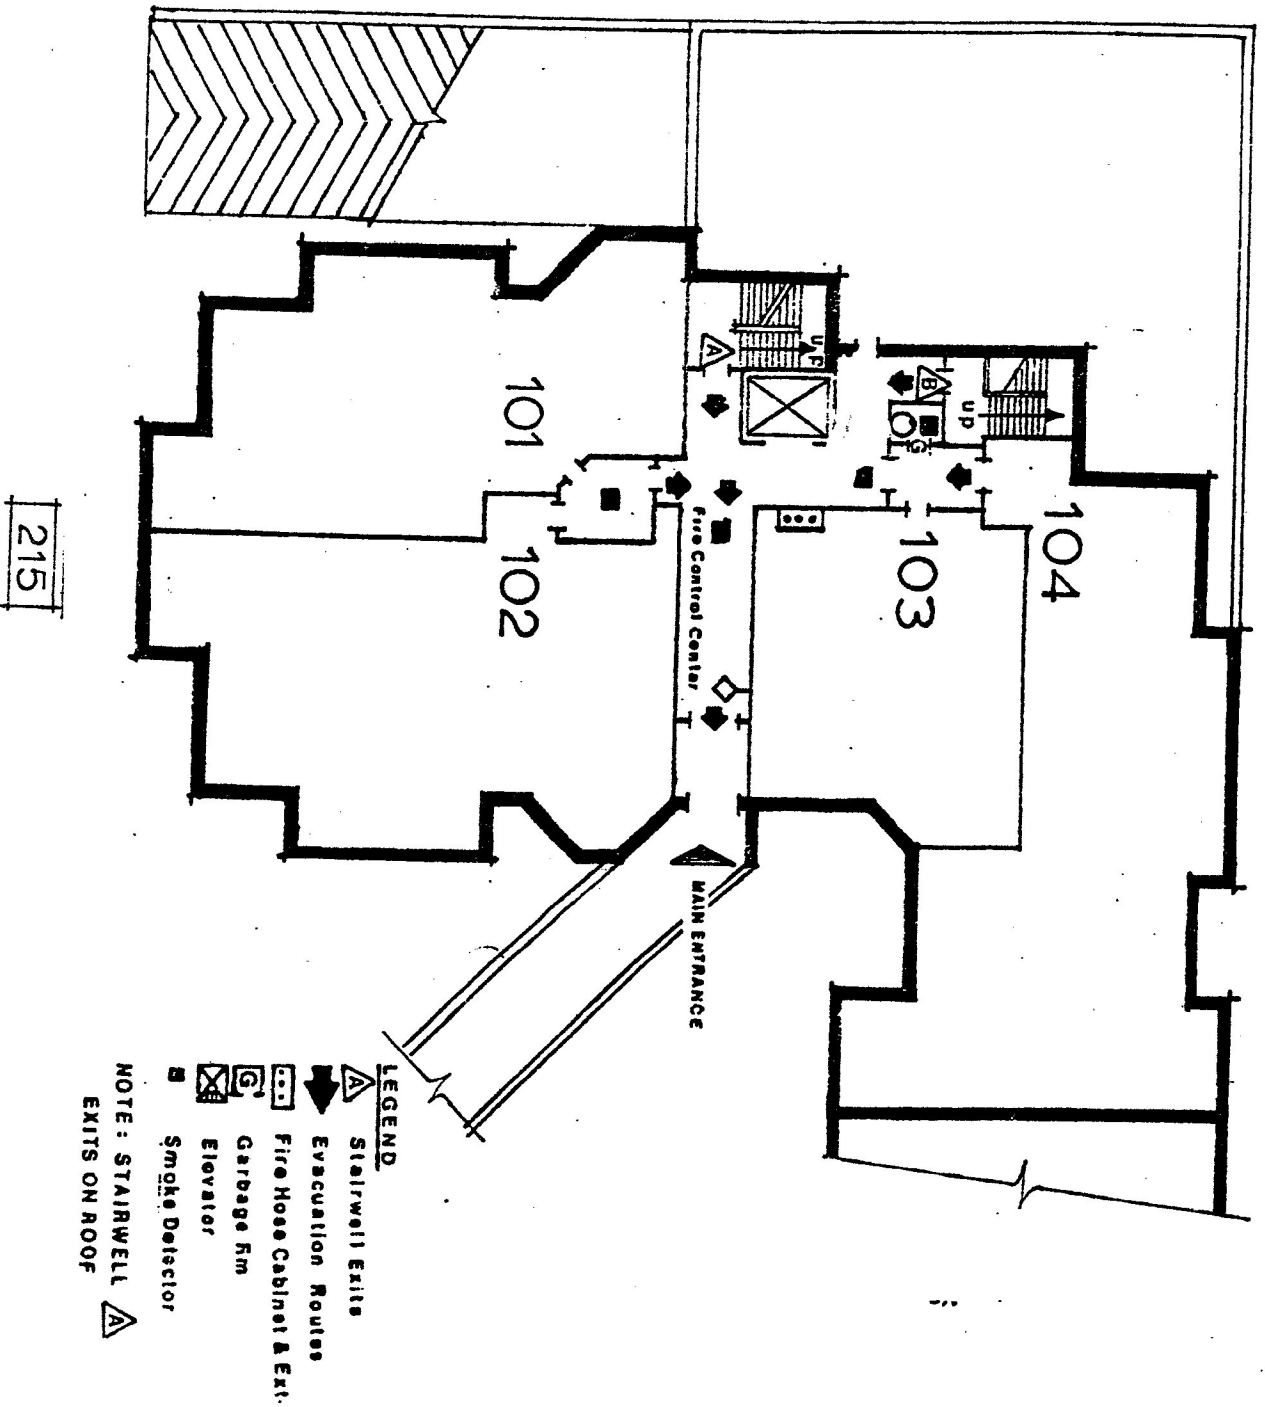 101
102
103
104
A
up
B
up
G
Fire Control Center
MAIN ENTRANCE
215
LEGEND
A Stairwell Exits
Evacuation Routes
Fire Hose Cabinet & Ext.
G Garbage Rm
Elevator
Smoke Detector
NOTE: STAIRWELL A
EXITS ON ROOF